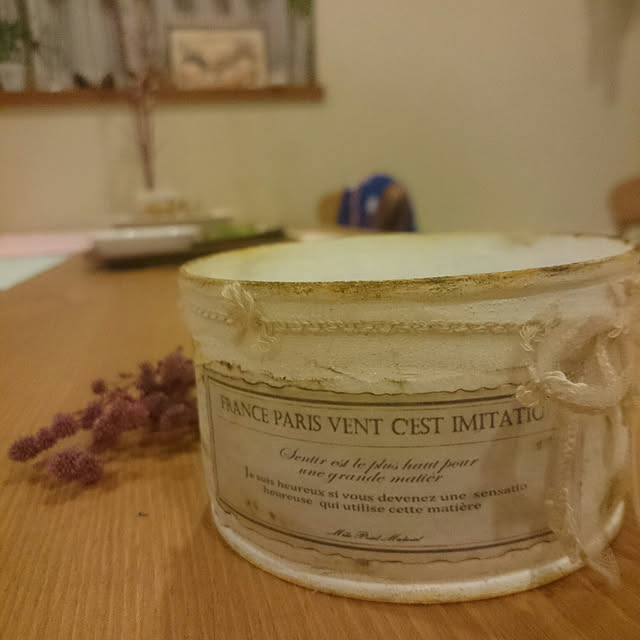 FRANCE PARIS VENT C'EST IMITATIO
Sentir est le plus haut pour
une grande matièr
Je suis heureux si vous devenez une sensatio
heureuse qui utilise cette matière